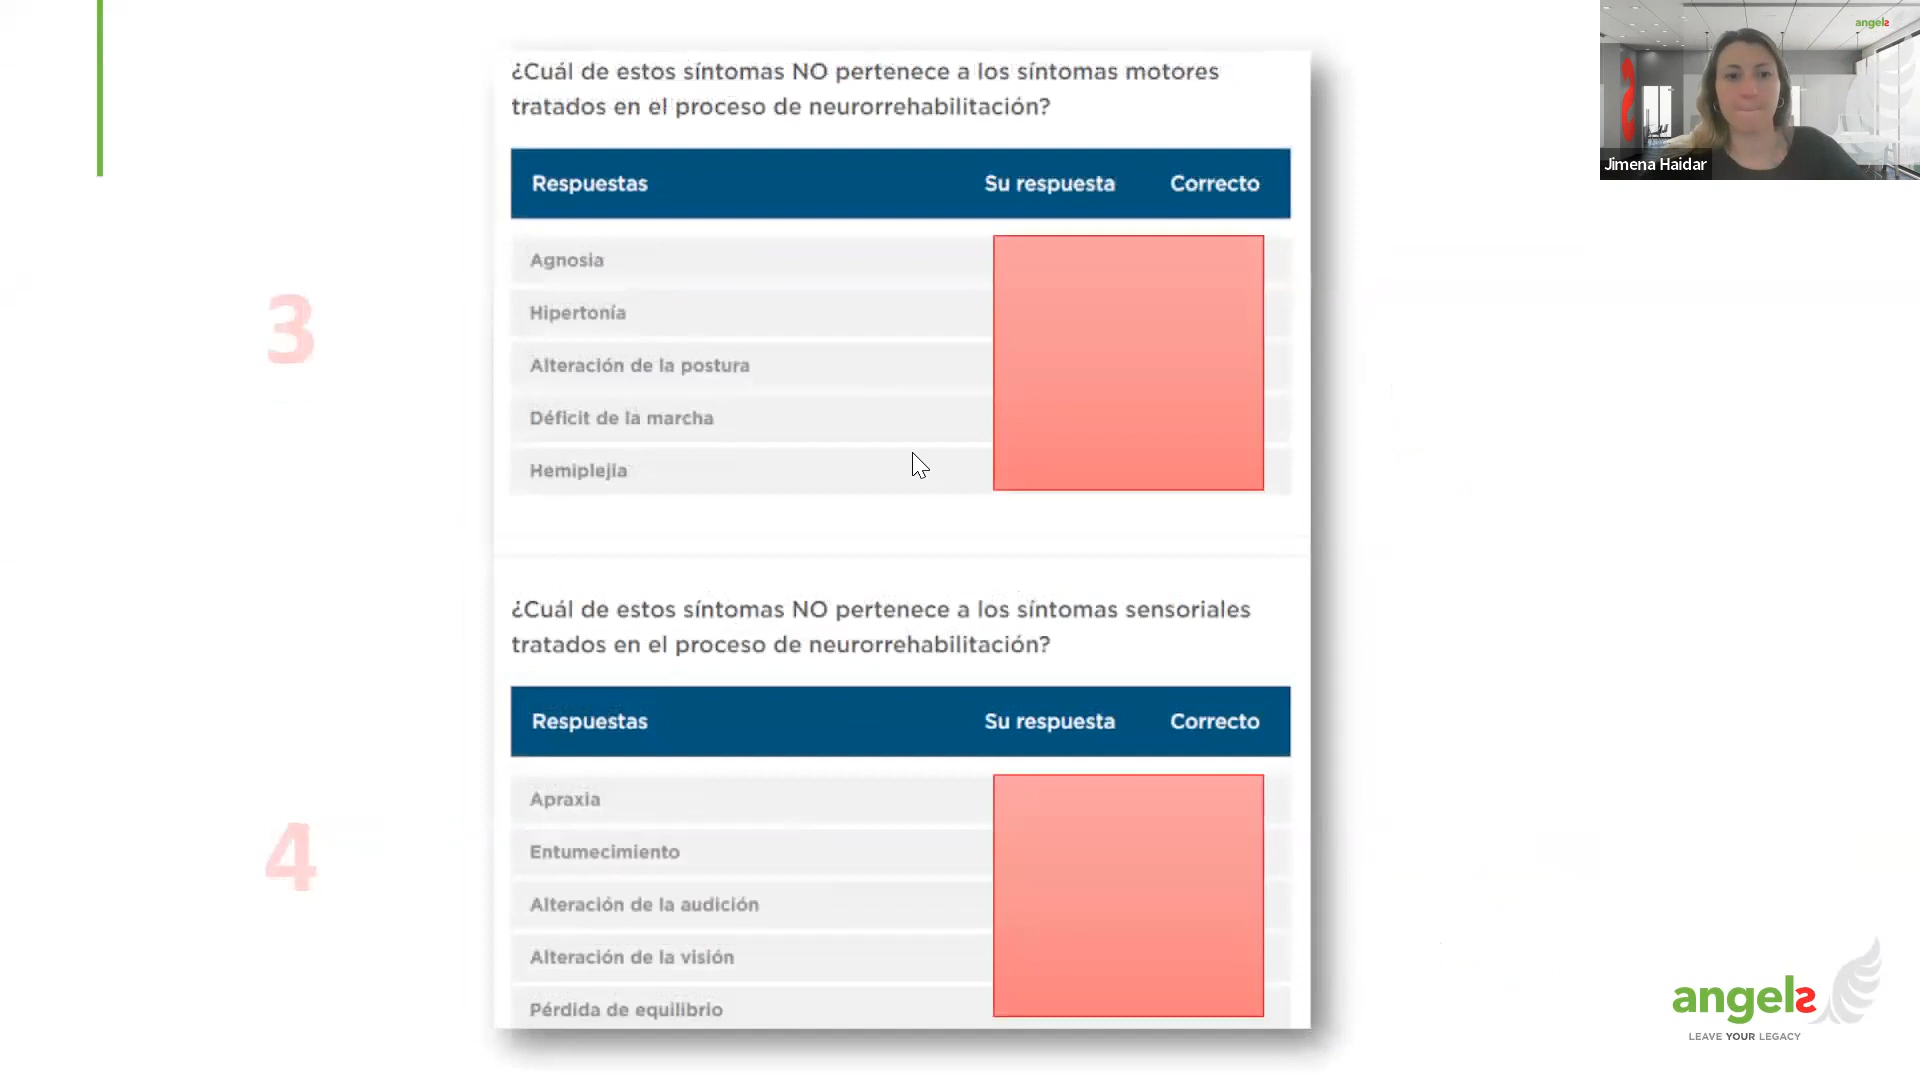 ¿Cuál de estos síntomas NO pertenece a los síntomas motores
tratados en el proceso de neurorrehabilitación?
Respuestas Su respuesta Correcto
Agnosia
Hipertonía
Alteración de la postura
Déficit de la marcha
Hemiplejia
3
¿Cuál de estos síntomas NO pertenece a los síntomas sensoriales
tratados en el proceso de neurorrehabilitación?
Respuestas Su respuesta Correcto
Apraxia
Entumecimiento
Alteración de la audición
Alteración de la visión
Pérdida de equilibrio
4
angels
Jimena Haidar
angels
LEAVE YOUR LEGACY